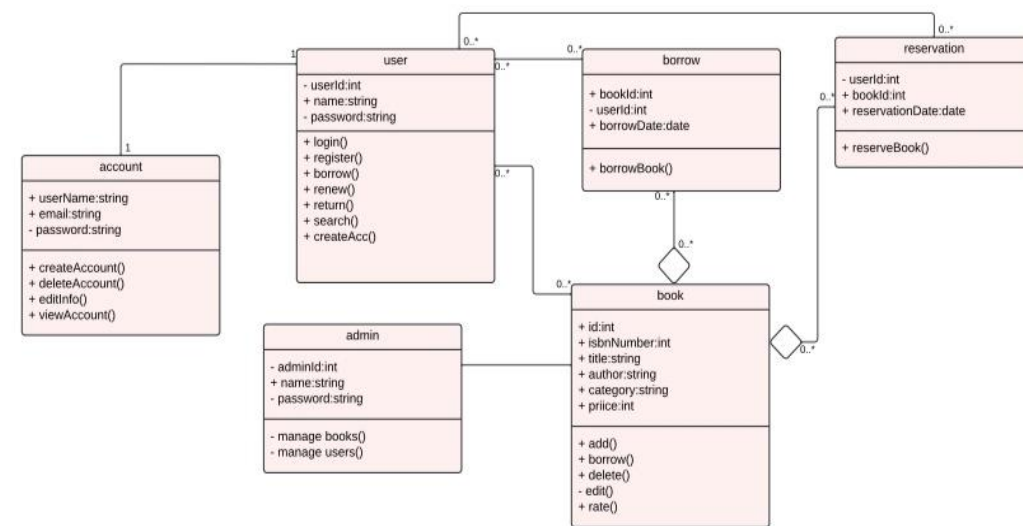 0..*
0..*
user
1
0..*
0..*
- userId:int
+ name:string
- password:string
+ login()
+ register()
+ borrow()
+ renew()
+ return()
+ search()
+ createAcc()
0..*
borrow
+ bookId:int
- userId:int
+ borrowDate:date
+ borrowBook()
0..*
0..*
reservation
- userId:int
+ bookId:int
+ reservationDate:date
+ reserveBook()
0..*
0..*
1
account
+ userName:string
+ email:string
- password:string
+ createAccount()
+ deleteAccount()
+ editInfo()
+ viewAccount()
admin
- adminId:int
+ name:string
- password:string
- manage books()
- manage users()
0..*
book
+ id:int
+ isbnNumber:int
+ title:string
+ author:string
+ category:string
+ priice:int
+ add()
+ borrow()
+ delete()
- edit()
+ rate()
0..*